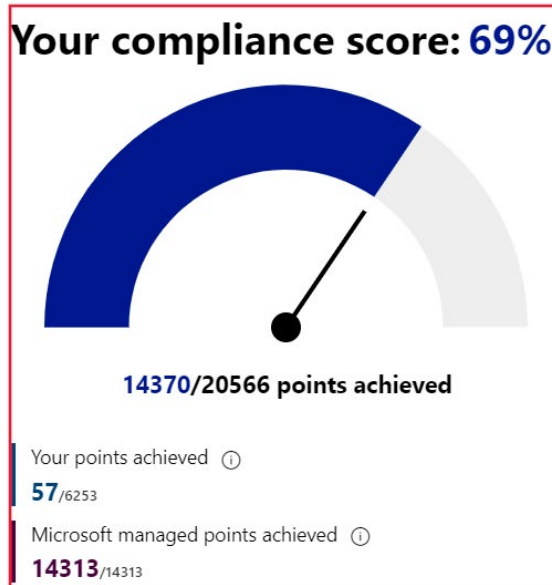 Your compliance score: 69%
14370/20566 points achieved
Your points achieved
57/6253
Microsoft managed points achieved
14313/14313